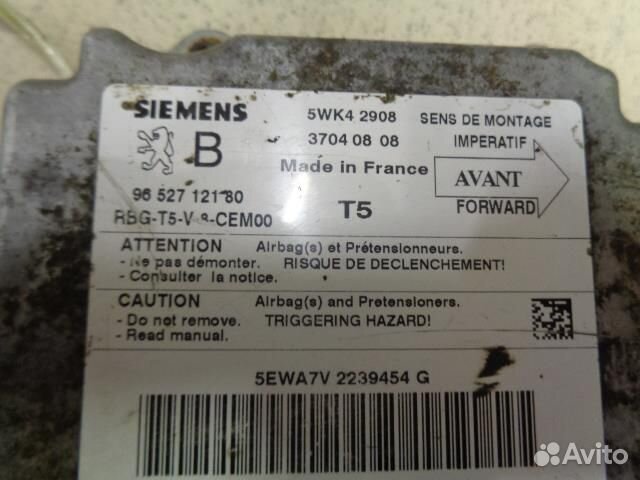 SIEMENS 5WK4 2908 SENS DE MONTAGE
B 3704 08 08 IMPERATIF
Made in France AVANT
96 527 121 80 T5 FORWARD
CEM00
ATTENTION Airbag(s) et Prétensionneurs.
- Ne pas démonter. RISQUE DE DECLENCHEMENT!
- Consulter la notice.
CAUTION Airbag(s) and Pretensioners.
- Do not remove. TRIGGERING HAZARD!
- Read manual.
5EWA7V 2239454 G
Avito